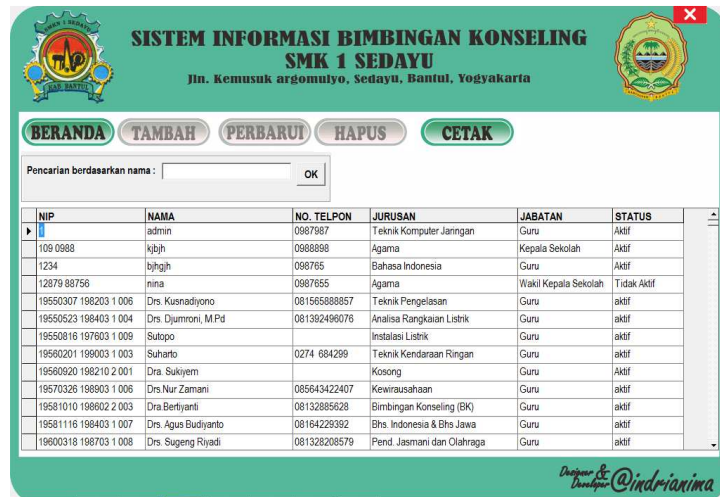 SMKN 1 SEDAYU
KAB. BANTUL
SISTEM INFORMASI BIMBINGAN KONSELING
SMK 1 SEDAYU
Jln. Kemusuk argomulyo, Sedayu, Bantul, Yogyakarta
BERANDA TAMBAH PERBARUI HAPUS CETAK
Pencarian berdasarkan nama : OK
NIP NAMA NO. TELPON JURUSAN JABATAN STATUS
1 admin 0987987 Teknik Komputer Jaringan Guru Aktif
109 0988 kjbjh 0988898 Agama Kepala Sekolah Aktif
1234 bjhgjh 098765 Bahasa Indonesia Guru Aktif
12879 88756 nina 0987655 Agama Wakil Kepala Sekolah Tidak Aktif
19550307 198203 1 006 Drs. Kusnadiyono 081565888857 Teknik Pengelasan Guru aktif
19550523 198403 1 004 Drs. Djumroni, M.Pd 081392496076 Analisa Rangkaian Listrik Guru aktif
19550816 197603 1 009 Sutopo Instalasi Listrik Guru aktif
19560201 199003 1 003 Suharto 0274 684299 Teknik Kendaraan Ringan Guru aktif
19560920 198210 2 001 Dra. Sukiyem Kosong Guru aktif
19570326 198903 1 006 Drs.Nur Zamani 085643422407 Kewirausahaan Guru aktif
19581010 198602 2 003 Dra.Bertiyanti 08132885628 Bimbingan Konseling (BK) Guru aktif
19581116 198403 1 007 Drs. Agus Budiyanto 08164229392 Bhs. Indonesia & Bhs Jawa Guru aktif
19600318 198703 1 008 Drs. Sugeng Riyadi 081328208579 Pend. Jasmani dan Olahraga Guru aktif
Designer &
Developer @indrianima